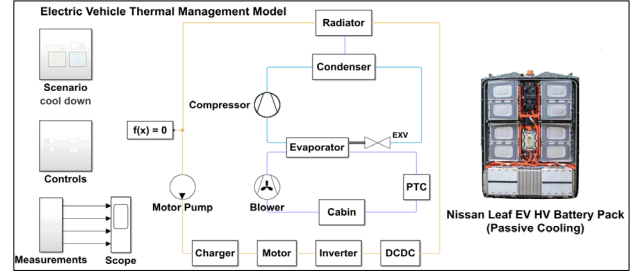 Electric Vehicle Thermal Management Model
Radiator
Scenario
cool down
Condenser
Compressor
f(x) = 0
EXV
Evaporator
Controls
PTC
Motor Pump
Blower
Cabin
Nissan Leaf EV HV Battery Pack
(Passive Cooling)
Charger
Motor
Inverter
DCDC
Measurements
Scope